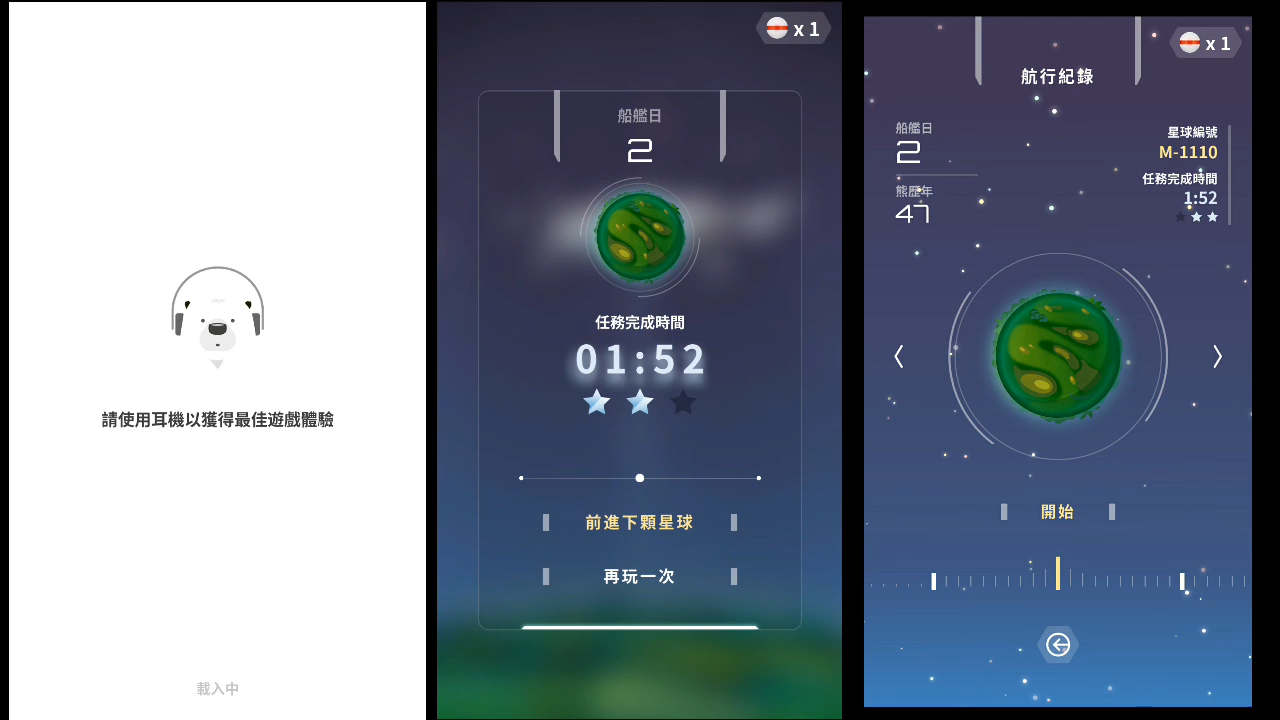 請使用耳機以獲得最佳遊戲體驗
載入中
x 1
船艦日
2
任務完成時間
01:52
前進下顆星球
再玩一次
x 1
航行紀錄
船艦日
2
熊歷年
47
星球編號
M-1110
任務完成時間
1:52
開始